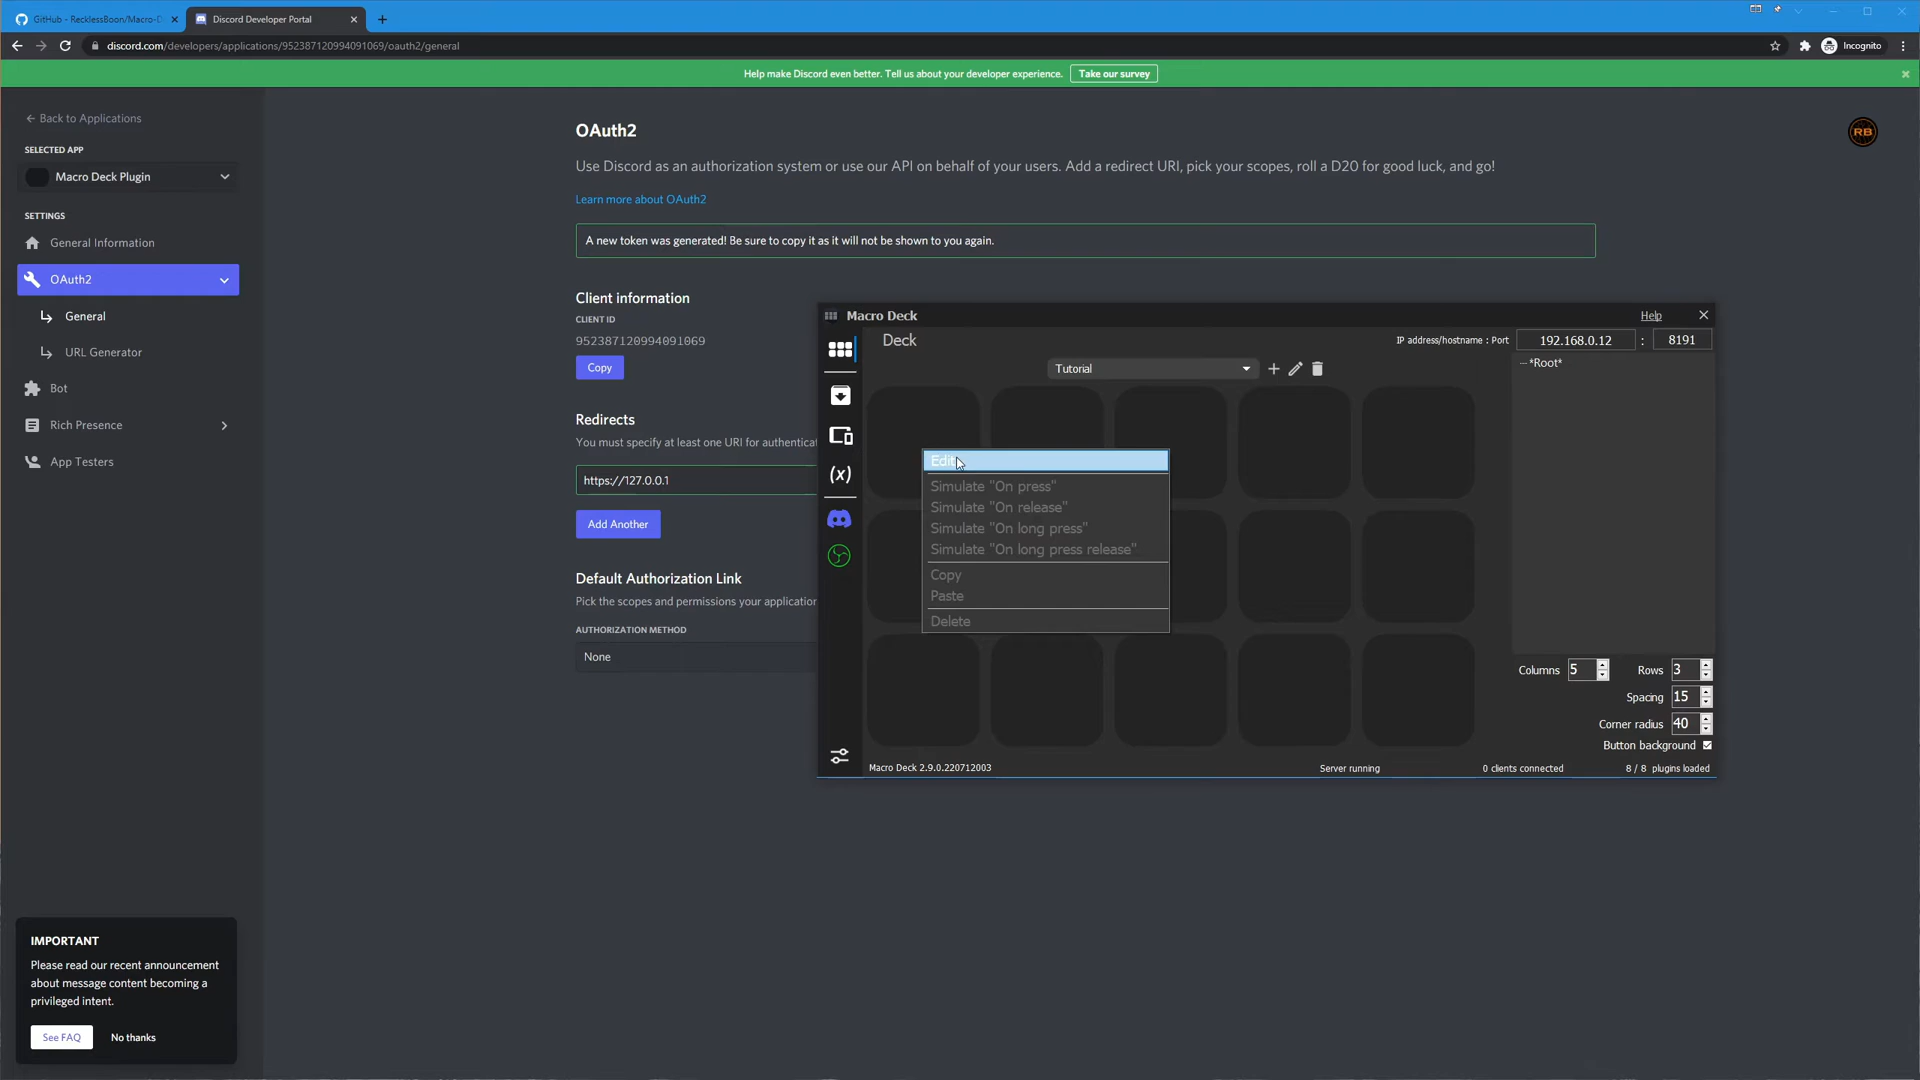 GitHub - RecklessBoon/Macro-D
Discord Developer Portal
discord.com/developers/applications/952387120994091069/oauth2/general
Incognito
Help make Discord even better. Tell us about your developer experience.
Take our survey
Back to Applications
SELECTED APP
Macro Deck Plugin
SETTINGS
General Information
OAuth2
General
URL Generator
Bot
Rich Presence
App Testers
IMPORTANT
Please read our recent announcement
about message content becoming a
privileged intent.
See FAQ
No thanks
OAuth2
Use Discord as an authorization system or use our API on behalf of your users. Add a redirect URI, pick your scopes, roll a D20 for good luck, and go!
Learn more about OAuth2
A new token was generated! Be sure to copy it as it will not be shown to you again.
RB
Client information
CLIENT ID
952387120994091069
Copy
Redirects
You must specify at least one URI for authenticat
https://127.0.0.1
Add Another
Default Authorization Link
Pick the scopes and permissions your application
AUTHORIZATION METHOD
None
Macro Deck
Help
Deck
IP address/hostname : Port
192.168.0.12
:
8191
Tutorial
*Root*
(x)
Edit
Simulate "On press"
Simulate "On release"
Simulate "On long press"
Simulate "On long press release"
Copy
Paste
Delete
Columns 5
Rows 3
Spacing 15
Corner radius 40
Button background
Macro Deck 2.9.0.220712003
Server running
0 clients connected
8 / 8 plugins loaded